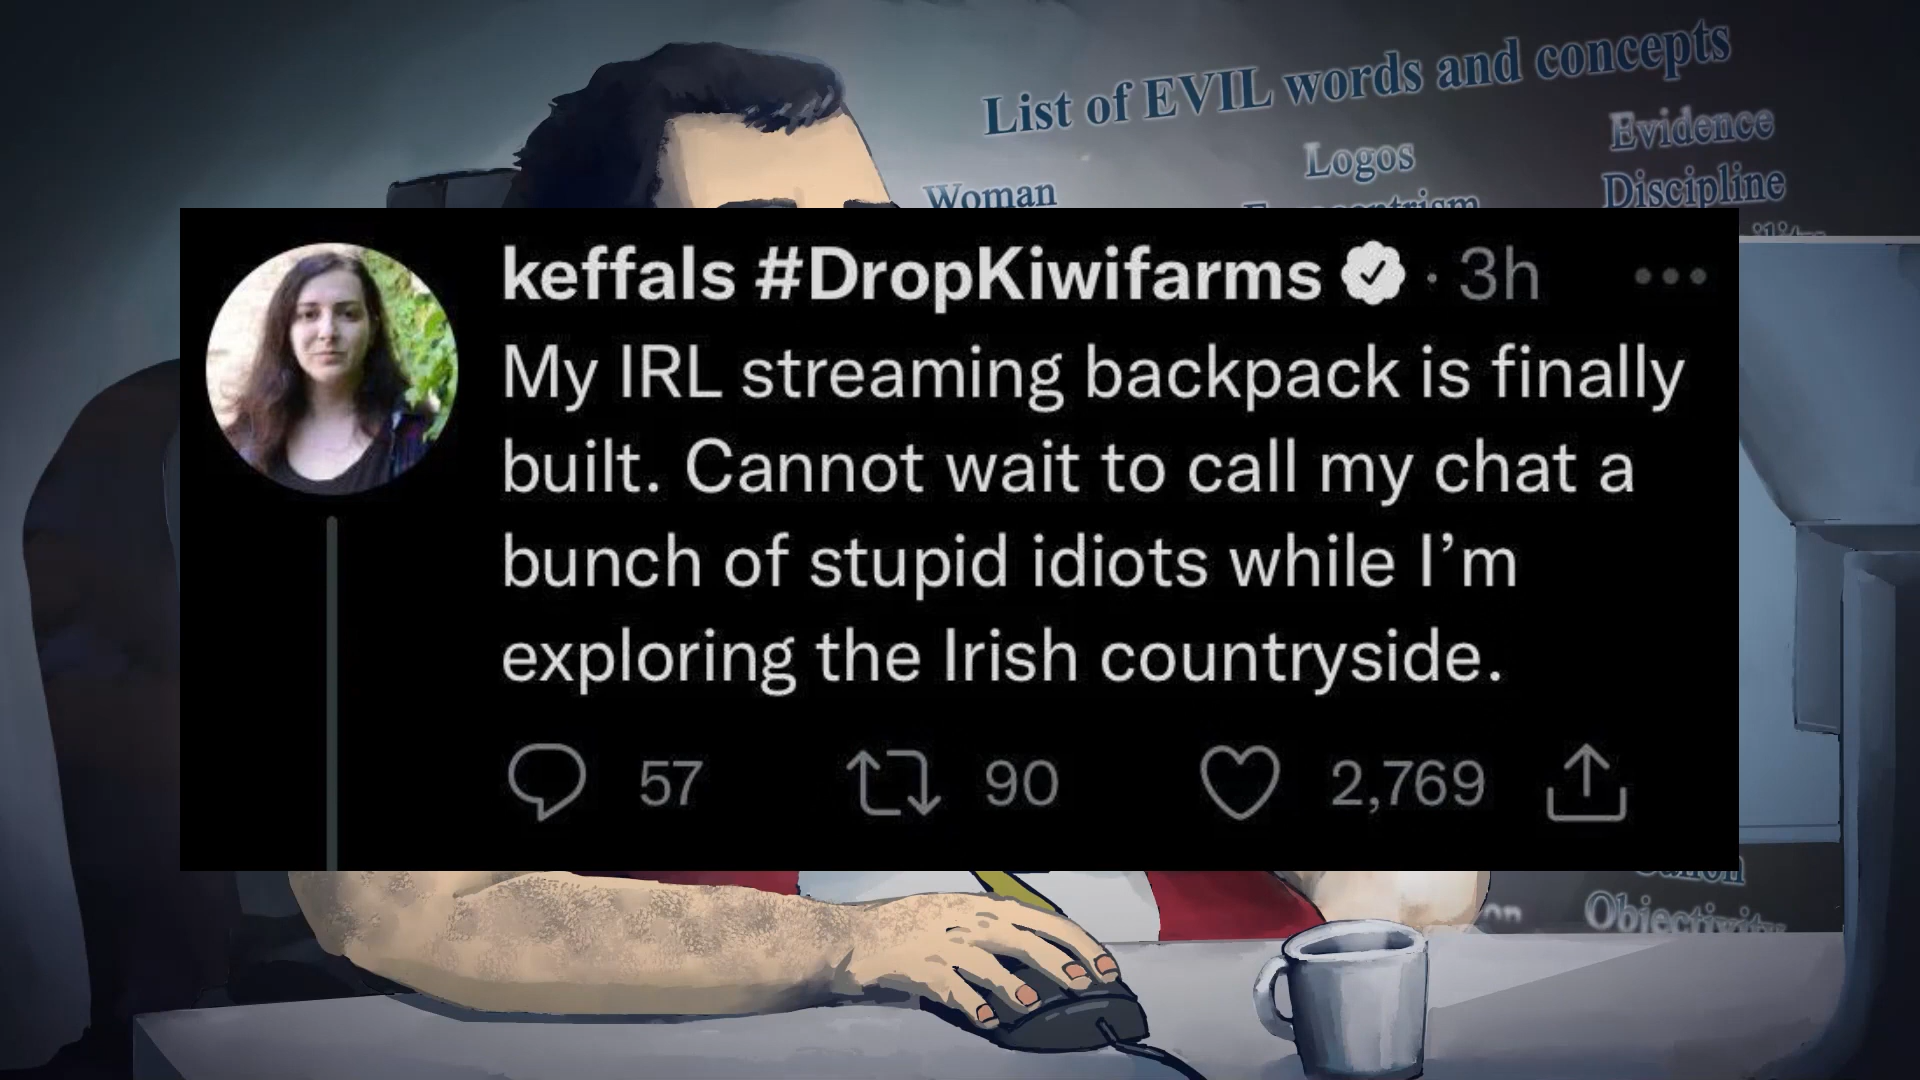 List of EVIL words and concepts
Evidence
Logos
Discipline
Woman
keffals #DropKiwifarms · 3h
My IRL streaming backpack is finally
built. Cannot wait to call my chat a
bunch of stupid idiots while I’m
exploring the Irish countryside.
57 90 2,769
Objectivity